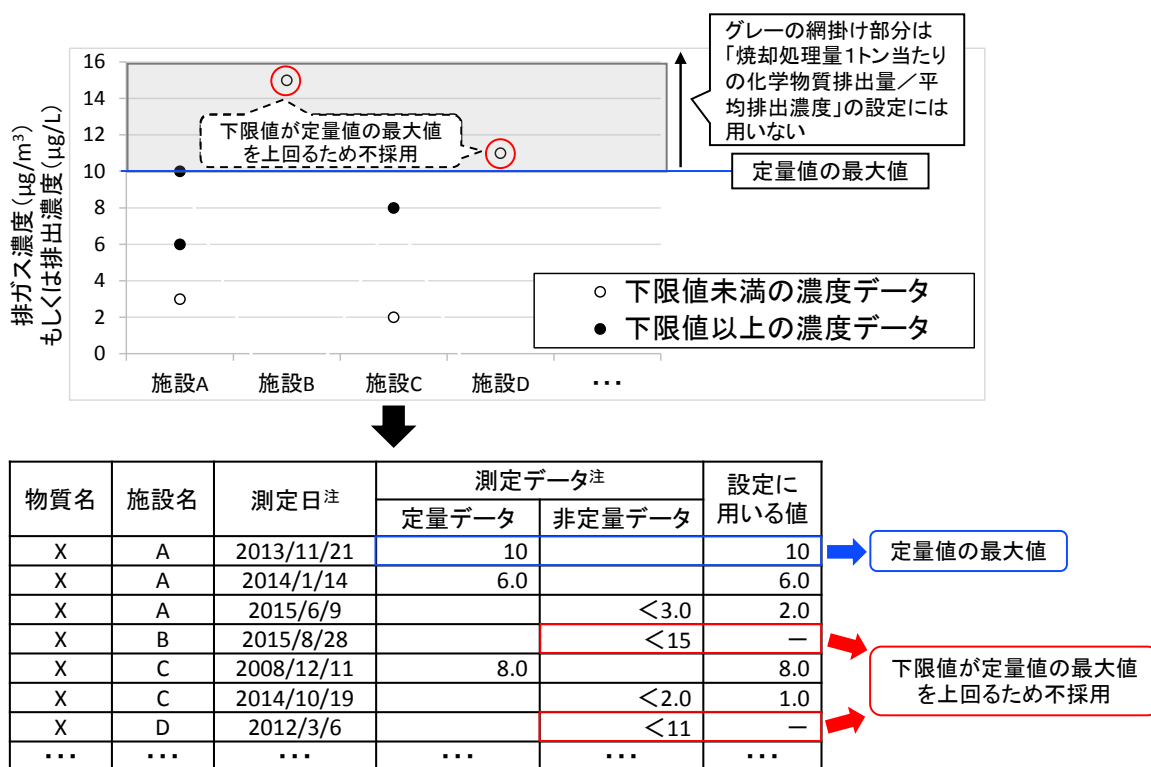 グレーの網掛け部分は
「焼却処理量1トン当たり
の化学物質排出量／平
均排出濃度」の設定には
用いない
排ガス濃度(μg/m³)
もしくは排出濃度(μg/L)
16
14
12
10
8
6
4
2
0
下限値が定量値の最大値
を上回るため不採用
定量値の最大値
○ 下限値未満の濃度データ
● 下限値以上の濃度データ
施設A 施設B 施設C 施設D ・・・
物質名 施設名 測定日注 測定データ注 設定に用いる値
定量データ 非定量データ
X A 2013/11/21 10 10
定量値の最大値
X A 2014/1/14 6.0 6.0
X A 2015/6/9 ＜3.0 2.0
X B 2015/8/28 ＜15 －
X C 2008/12/11 8.0 8.0
下限値が定量値の最大値
を上回るため不採用
X C 2014/10/19 ＜2.0 1.0
X D 2012/3/6 ＜11 －
・・・ ・・・ ・・・ ・・・ ・・・ ・・・